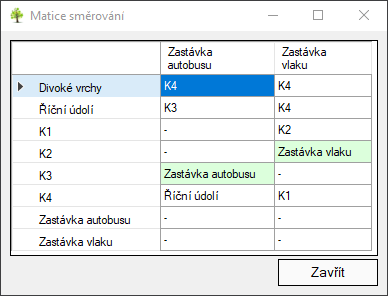 Matice směrování
Zastávka autobusu Zastávka vlaku
Divoké vrchy K4 K4
Říční údolí K3 K4
K1 - K2
K2 - Zastávka vlaku
K3 Zastávka autobusu -
K4 Říční údolí K1
Zastávka autobusu - -
Zastávka vlaku - -
Zavřít